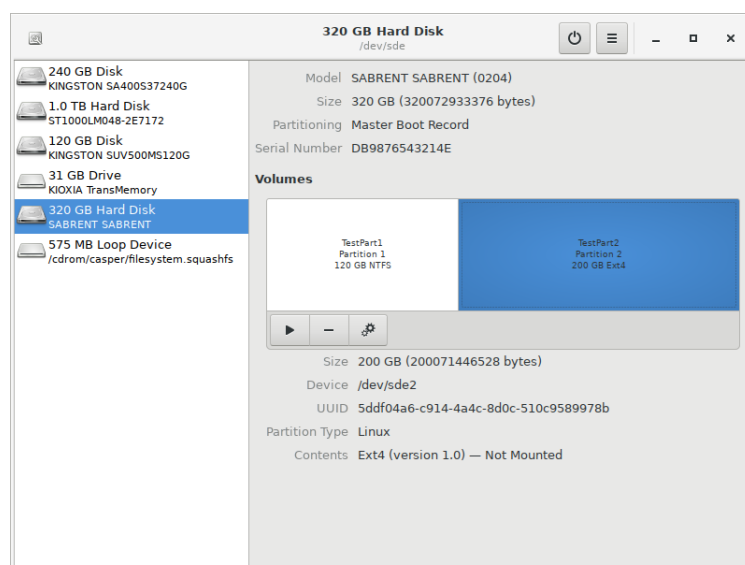 320 GB Hard Disk
/dev/sde
240 GB Disk
KINGSTON SA400S37240G
1.0 TB Hard Disk
ST1000LM048-2E7172
120 GB Disk
KINGSTON SUV500MS120G
31 GB Drive
KIOXIA TransMemory
320 GB Hard Disk
SABRENT SABRENT
575 MB Loop Device
/cdrom/casper/filesystem.squashfs
Model SABRENT SABRENT (0204)
Size 320 GB (320072933376 bytes)
Partitioning Master Boot Record
Serial Number DB9876543214E
Volumes
TestPart1
Partition 1
120 GB NTFS
TestPart2
Partition 2
200 GB Ext4
Size 200 GB (200071446528 bytes)
Device /dev/sde2
UUID 5ddf04a6-c914-4a4c-8d0c-510c9589978b
Partition Type Linux
Contents Ext4 (version 1.0) — Not Mounted